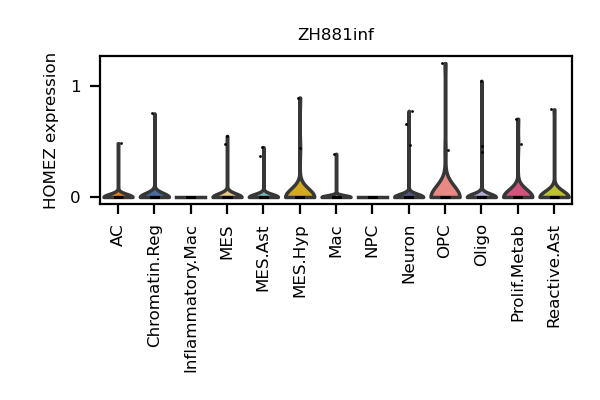 ZH881inf
HOMEZ expression
1
0
AC
Chromatin.Reg
Inflammatory.Mac
MES
MES.Ast
MES.Hyp
Mac
NPC
Neuron
OPC
Oligo
Prolif.Metab
Reactive.Ast